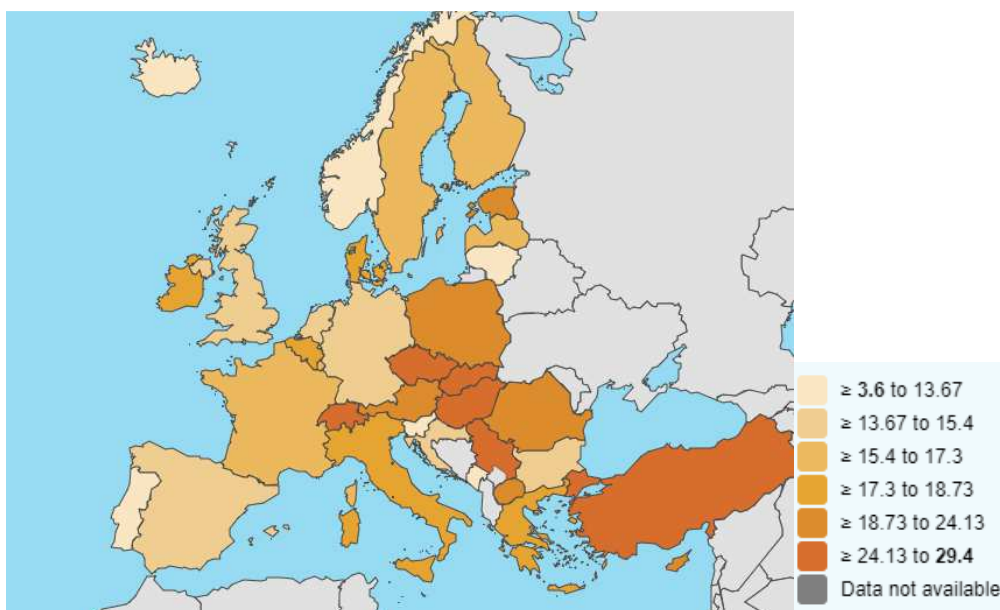 ≥ 3.6 to 13.67
≥ 13.67 to 15.4
≥ 15.4 to 17.3
≥ 17.3 to 18.73
≥ 18.73 to 24.13
≥ 24.13 to 29.4
Data not available